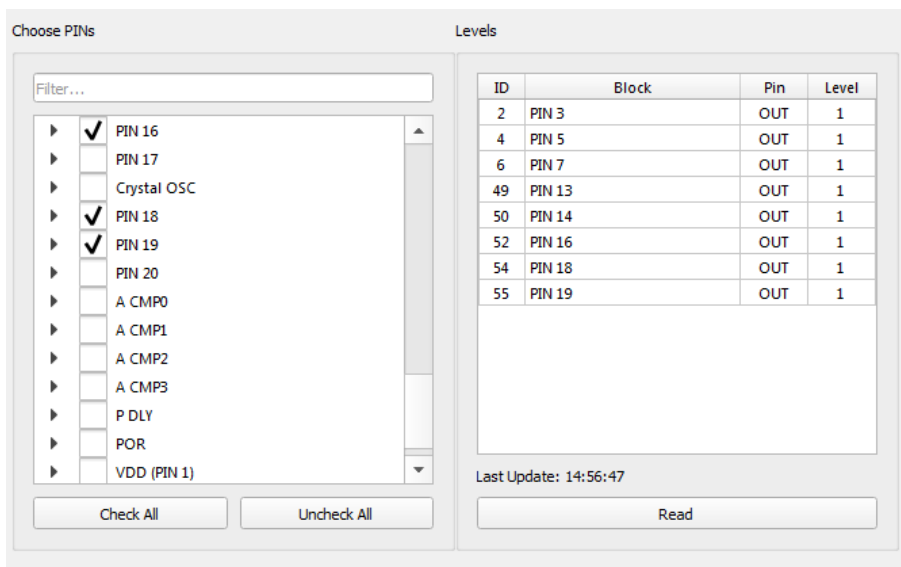 Choose PINs
Filter...
PIN 16
PIN 17
Crystal OSC
PIN 18
PIN 19
PIN 20
A CMP0
A CMP1
A CMP2
A CMP3
P DLY
POR
VDD (PIN 1)
Check All Uncheck All
Levels
ID Block Pin Level
2 PIN 3 OUT 1
4 PIN 5 OUT 1
6 PIN 7 OUT 1
49 PIN 13 OUT 1
50 PIN 14 OUT 1
52 PIN 16 OUT 1
54 PIN 18 OUT 1
55 PIN 19 OUT 1
Last Update: 14:56:47
Read